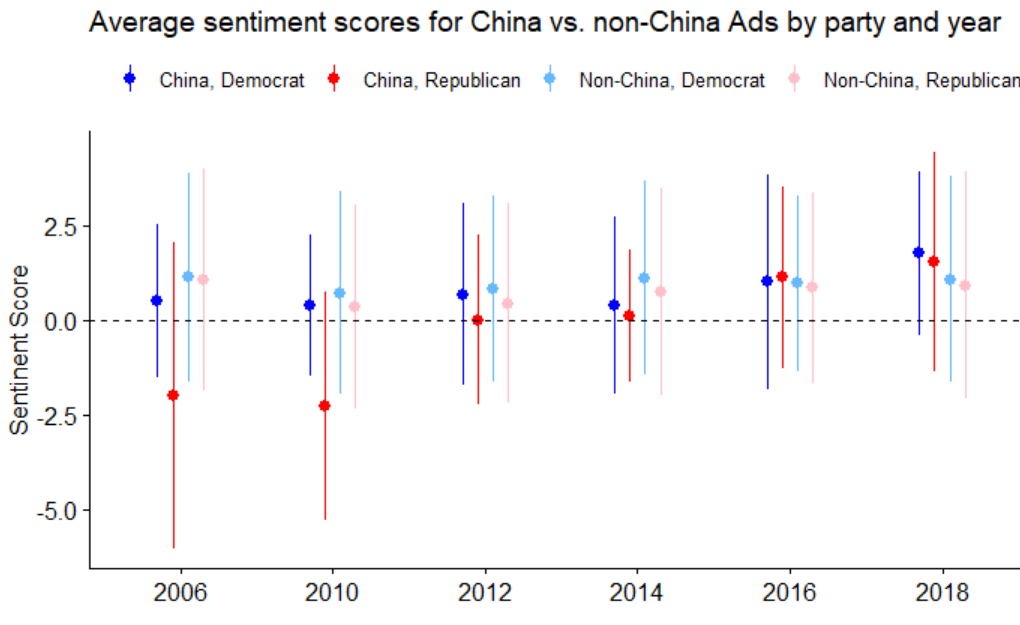 Average sentiment scores for China vs. non-China Ads by party and year
China, Democrat China, Republican Non-China, Democrat Non-China, Republican
Sentinent Score
2.5
0.0
-2.5
-5.0
2006 2010 2012 2014 2016 2018